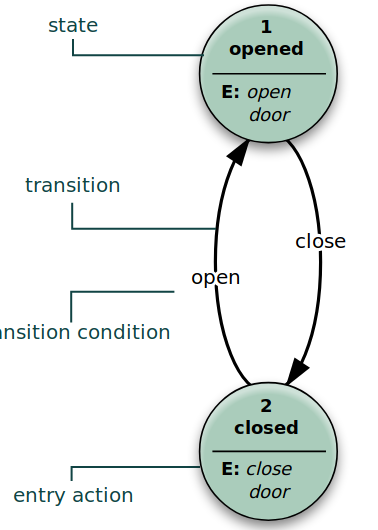 state
1
opened
E: open
door
transition
close
open
ansition condition
2
closed
E: close
door
entry action